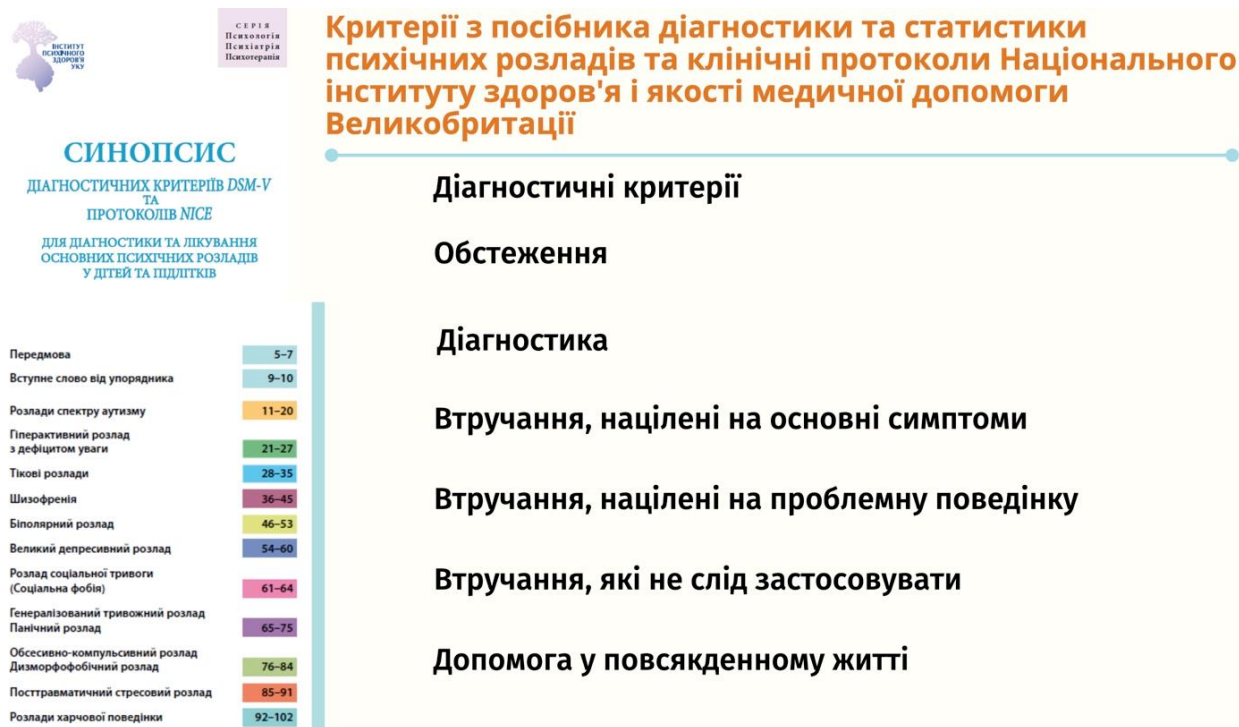 ІНСТИТУТ
ПСИХІЧНОГО
ЗДОРОВ'Я
УКУ
СЕРІЯ
Психологія
Психіатрія
Психотерапія
СИНОПСИС
ДІАГНОСТИЧНИХ КРИТЕРІЇВ DSM-V
ТА
ПРОТОКОЛІВ NICE
ДЛЯ ДІАГНОСТИКИ ТА ЛІКУВАННЯ
ОСНОВНИХ ПСИХІЧНИХ РОЗЛАДІВ
У ДІТЕЙ ТА ПІДЛІТКІВ
Передмова 5–7
Вступне слово від упорядника 9–10
Розлади спектру аутизму 11–20
Гіперактивний розлад
з дефіцитом уваги 21–27
Тікові розлади 28–35
Шизофренія 36–45
Біполярний розлад 46–53
Великий депресивний розлад 54–60
Розлад соціальної тривоги
(Соціальна фобія) 61–64
Генералізований тривожний розлад
Панічний розлад 65–75
Обсесивно-компульсивний розлад
Дизморфофобічний розлад 76–84
Посттравматичний стресовий розлад 85–91
Розлади харчової поведінки 92–102
Критерії з посібника діагностики та статистики
психічних розладів та клінічні протоколи Національного
інституту здоров'я і якості медичної допомоги
Великобритації
Діагностичні критерії
Обстеження
Діагностика
Втручання, націлені на основні симптоми
Втручання, націлені на проблемну поведінку
Втручання, які не слід застосовувати
Допомога у повсякденному житті